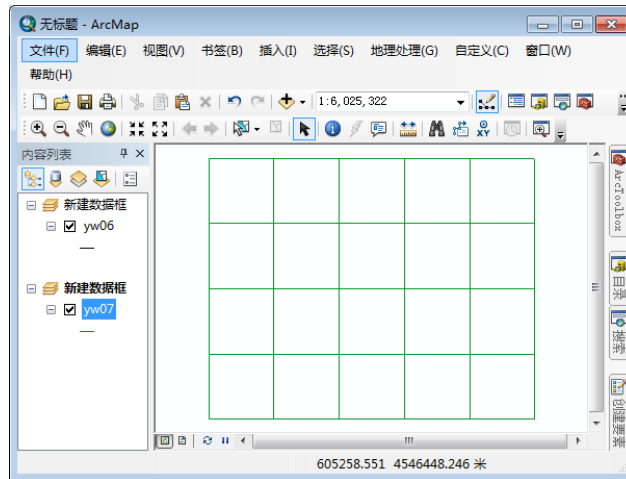 无标题 - ArcMap
文件(F) 编辑(E) 视图(V) 书签(B) 插入(I) 选择(S) 地理处理(G) 自定义(C) 窗口(W)
帮助(H)
1:6,025,322
内容列表
新建数据框
yw06
新建数据框
yw07
ArcToolbox
目录
搜索
创建要素
605258.551 4546448.246 米